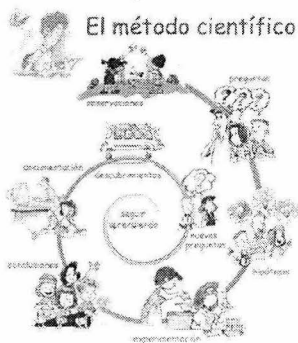 El método científico
observaciones
preguntas
hipótesis
experimentación
conclusiones
documentación
descubrimientos
nuevas
preguntas
seguir
aprendiendo